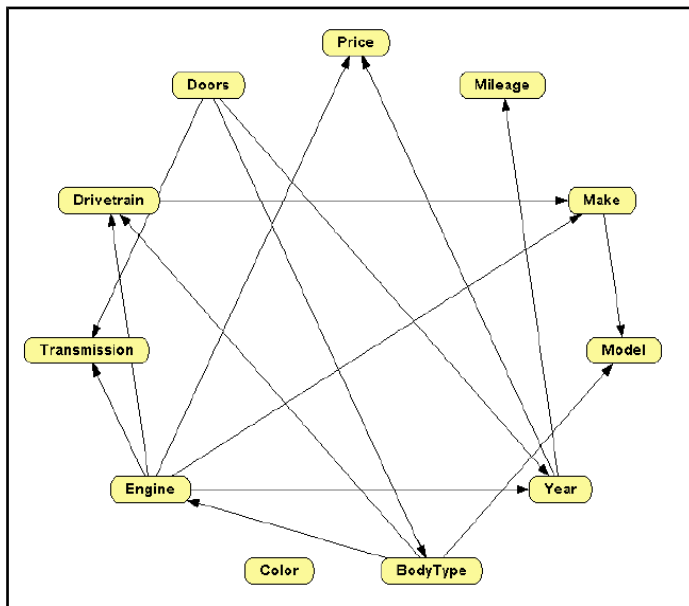 Price
Doors
Mileage
Drivetrain
Make
Transmission
Model
Engine
Year
Color
BodyType